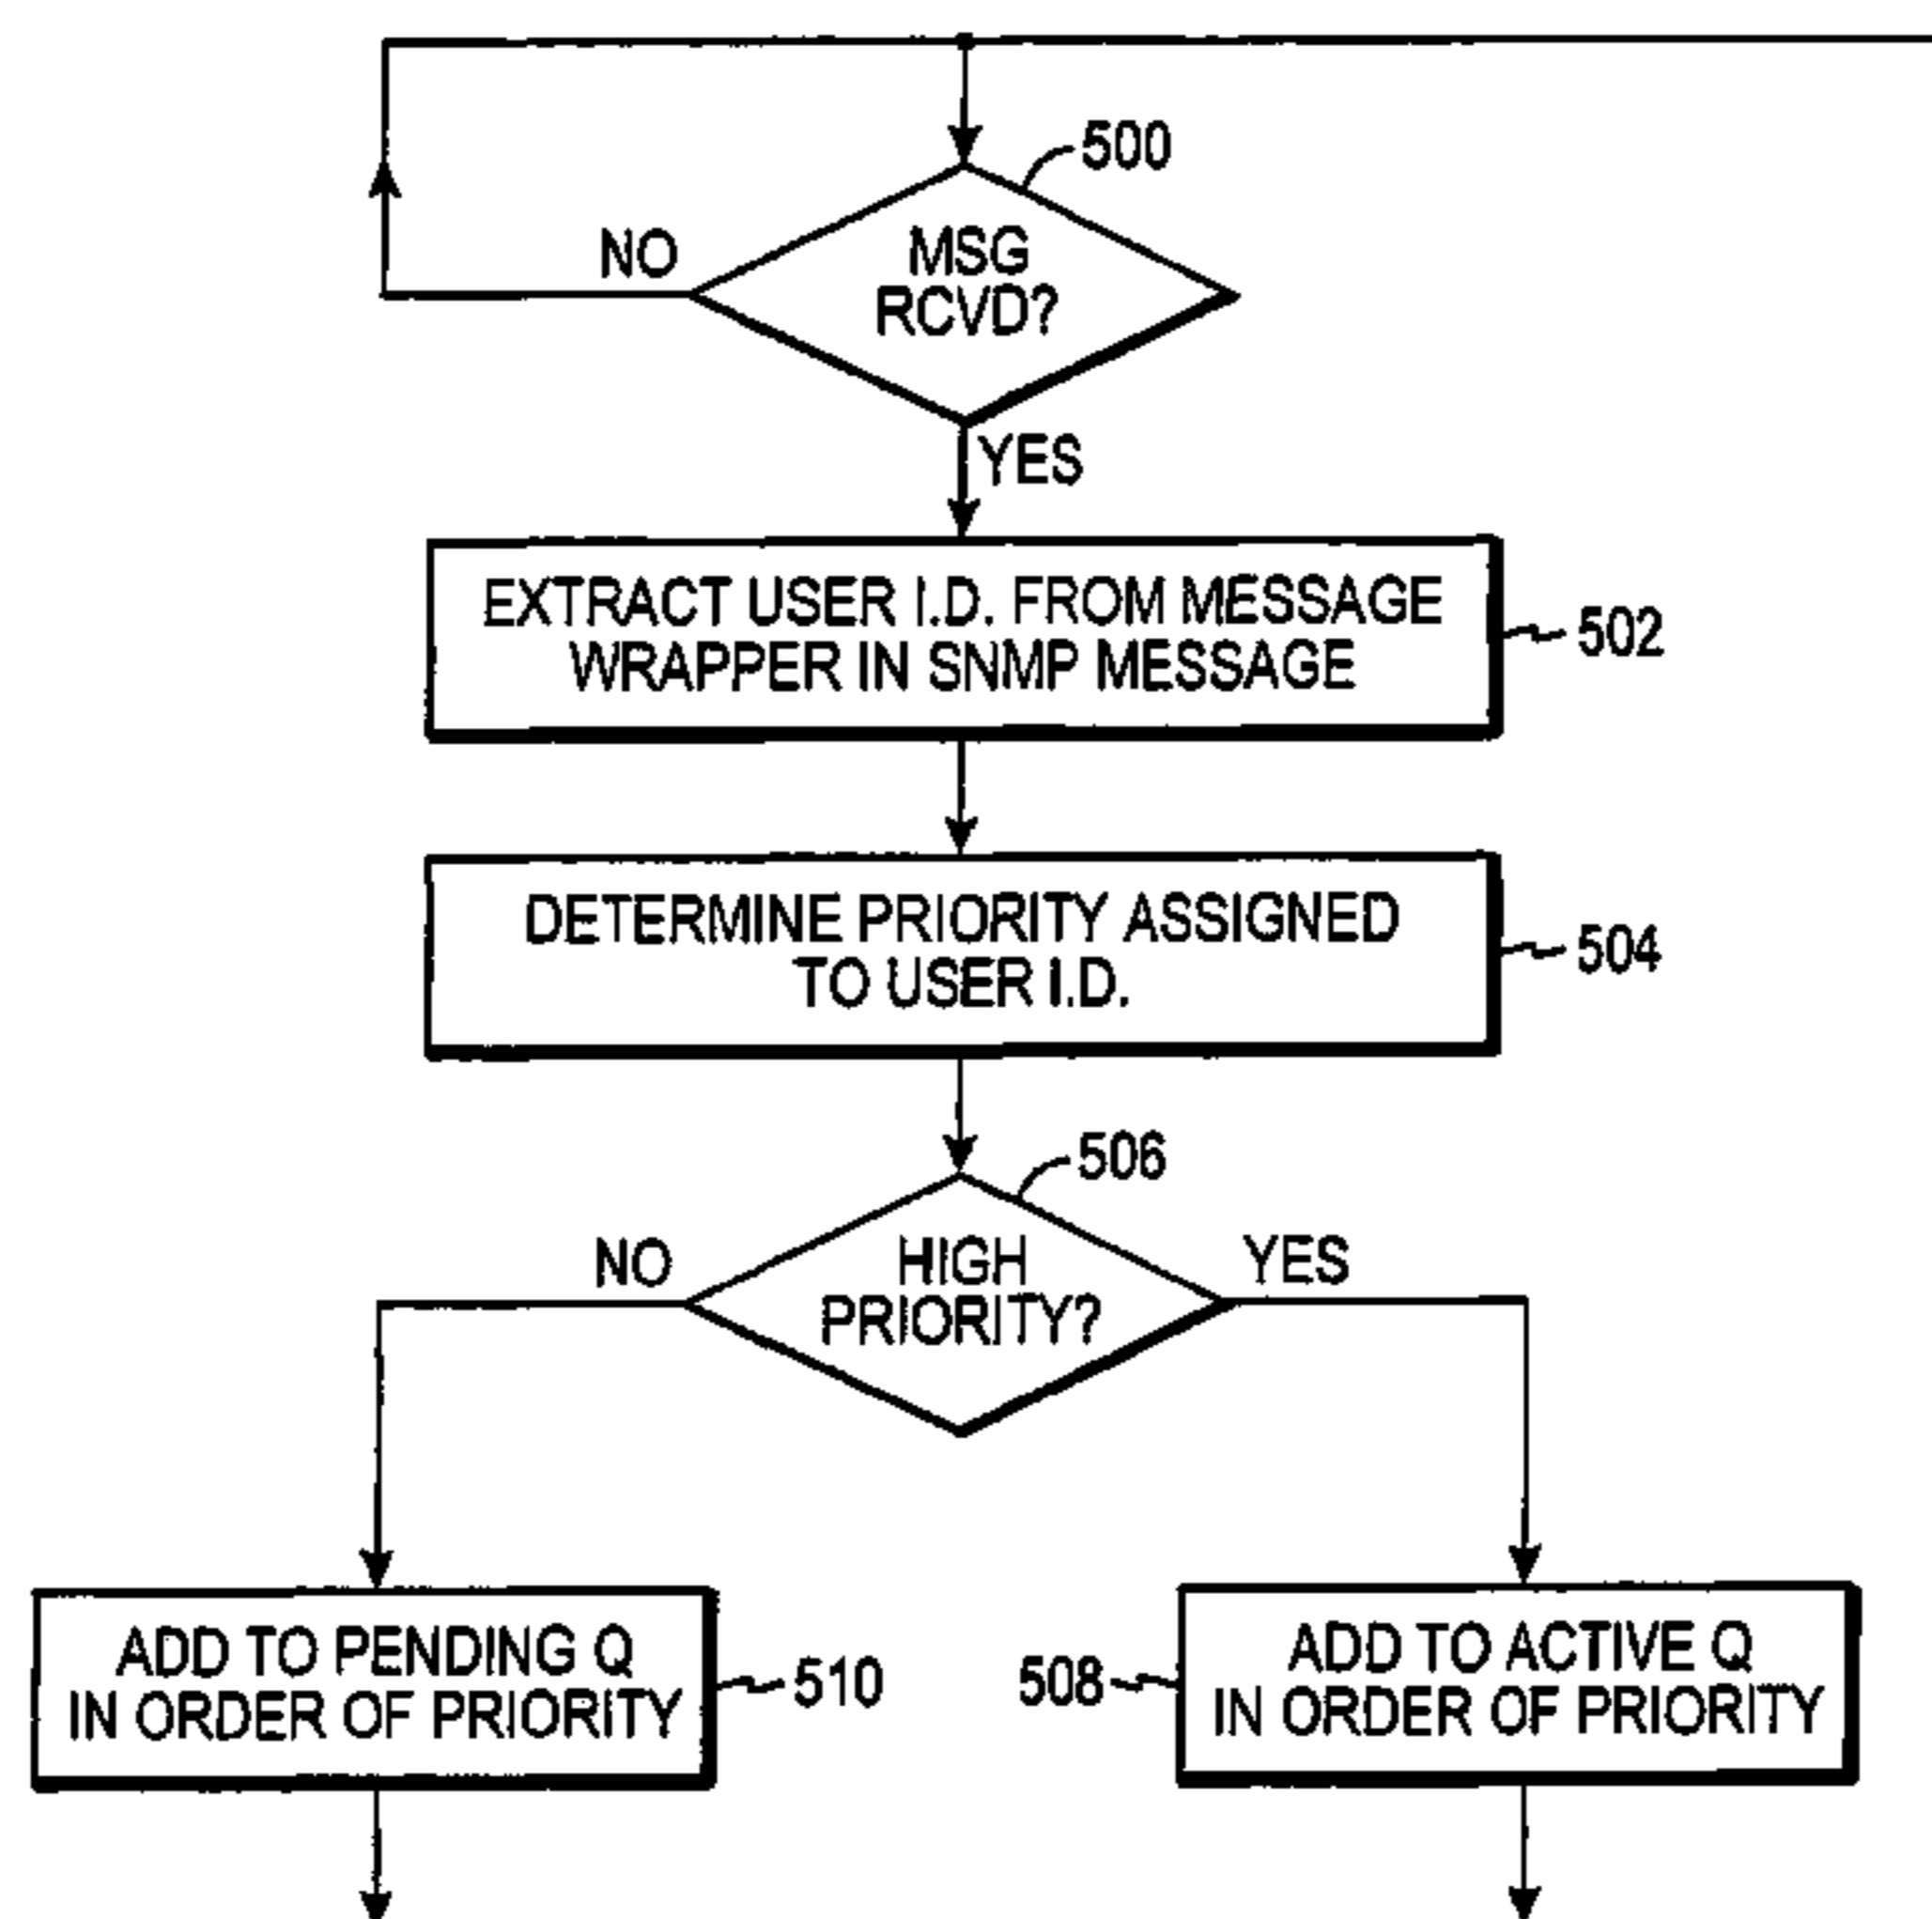 500
MSG
RCVD?
NO
YES
EXTRACT USER I.D. FROM MESSAGE
WRAPPER IN SNMP MESSAGE
502
DETERMINE PRIORITY ASSIGNED
TO USER I.D.
504
506
NO
HIGH
PRIORITY?
YES
ADD TO PENDING Q
IN ORDER OF PRIORITY
510
508
ADD TO ACTIVE Q
IN ORDER OF PRIORITY